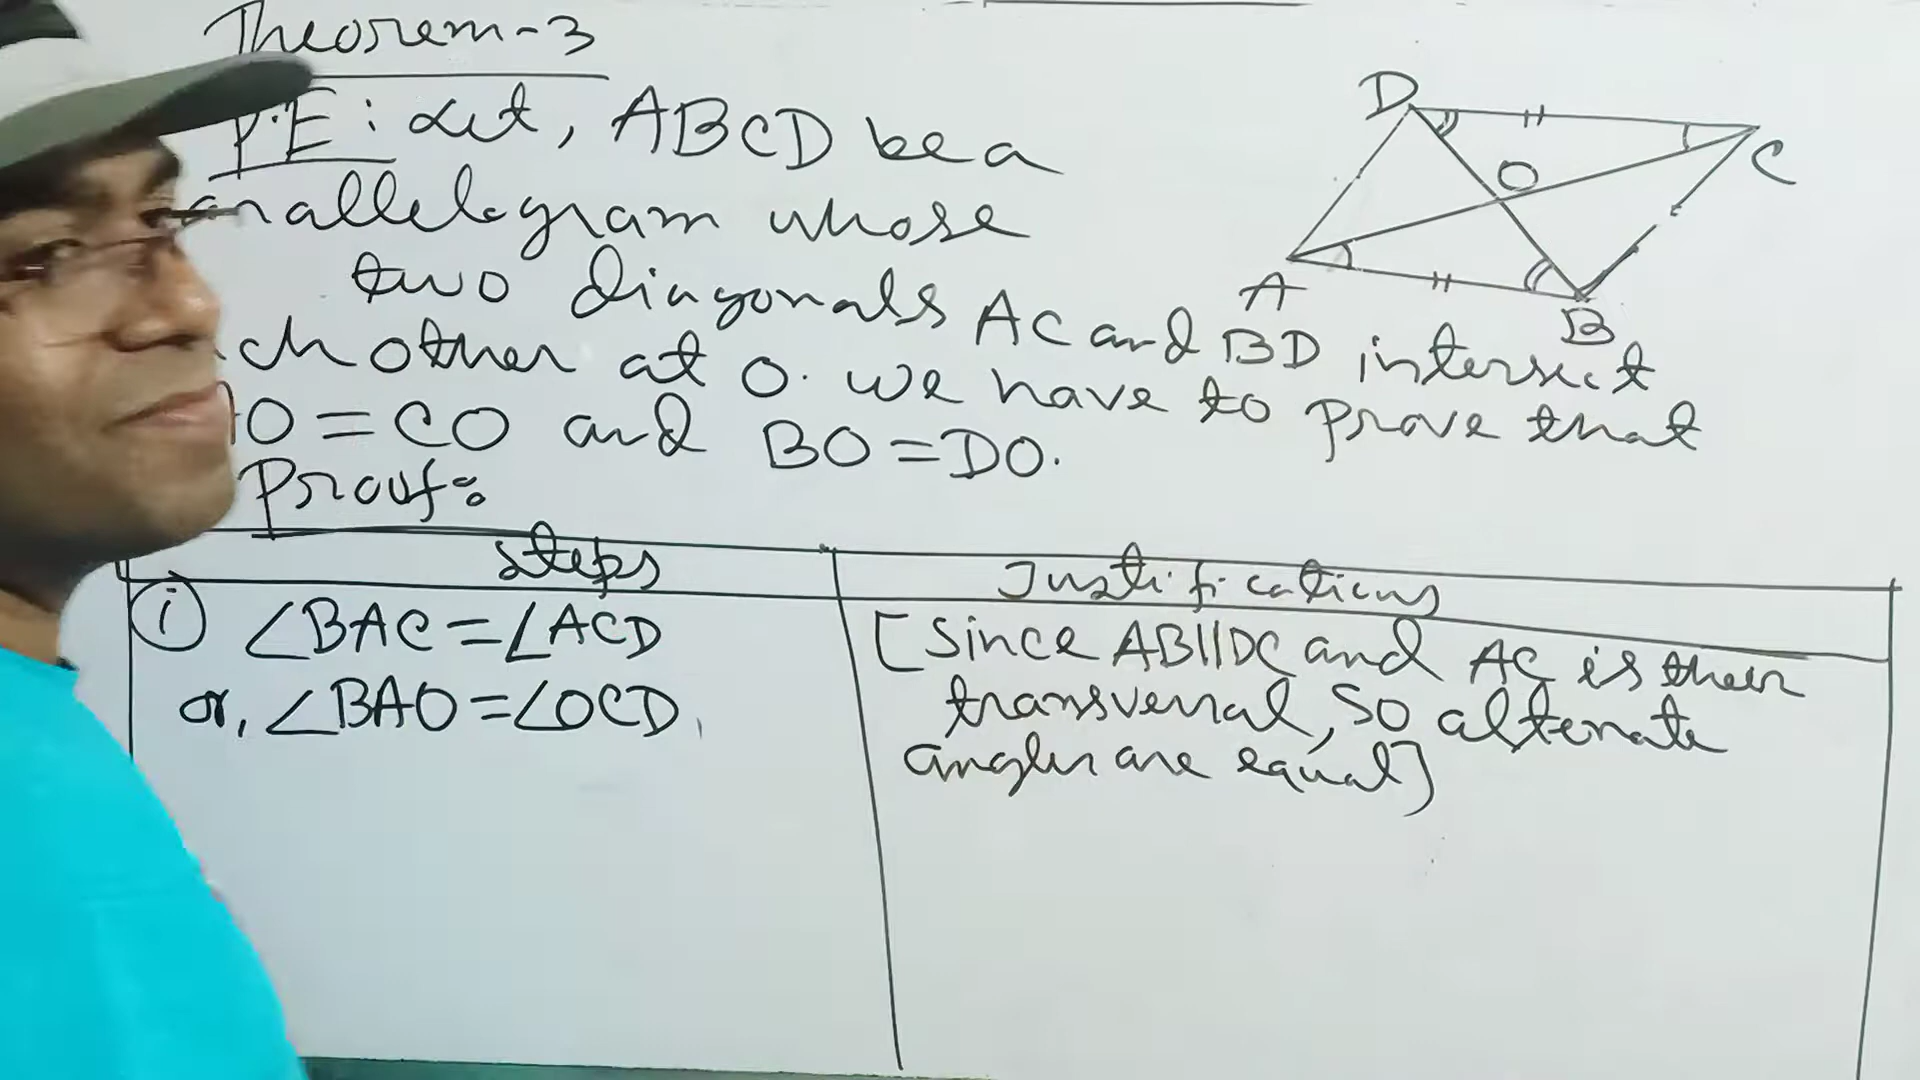 Theorem-3
P.E: Let, ABCD be a
arallelogram whose
two diagonals AC and BD intersect
ch other at O. we have to prove that
AO=CO and BO=DO.
Proof:
Steps
Justifications
i ∠BAC=∠ACD
or, ∠BAO=∠OCD,
[Since AB||DC and AC is their
transversal, So alternate
angles are equal]
D
C
O
A
B